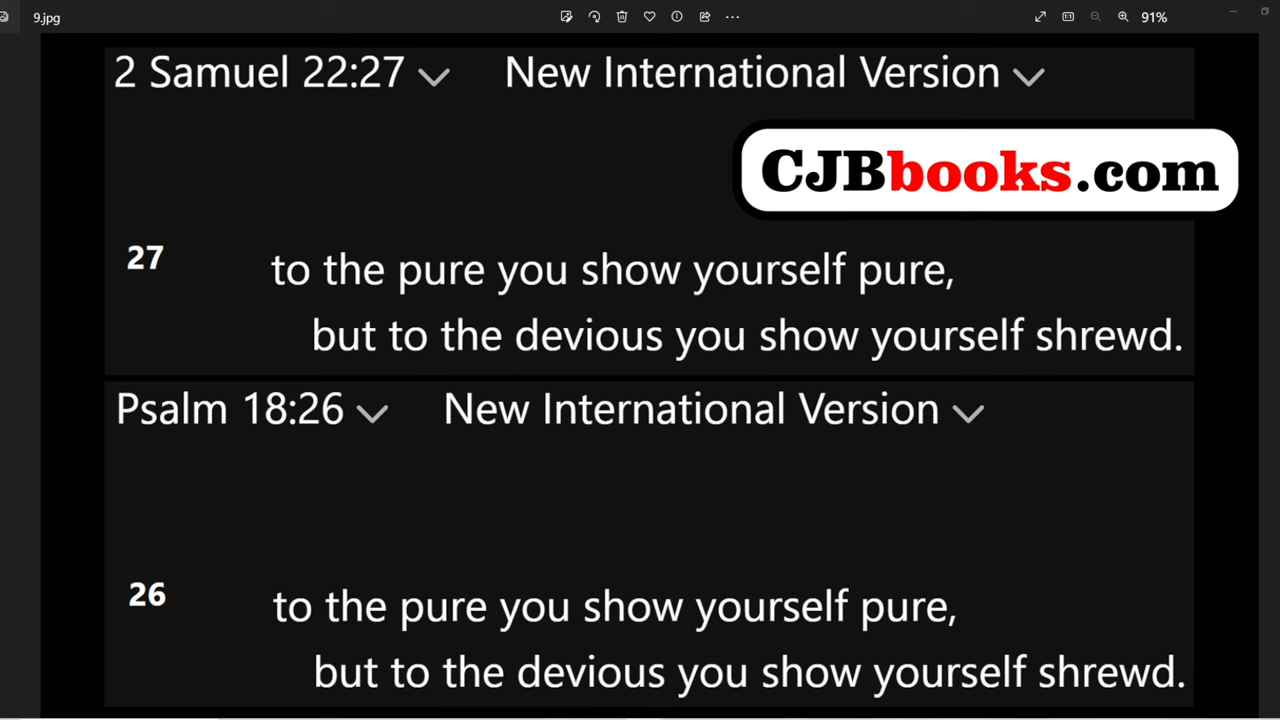 9.jpg
91%
2 Samuel 22:27 New International Version
CJBbooks.com
27 to the pure you show yourself pure,
but to the devious you show yourself shrewd.
Psalm 18:26 New International Version
26 to the pure you show yourself pure,
but to the devious you show yourself shrewd.